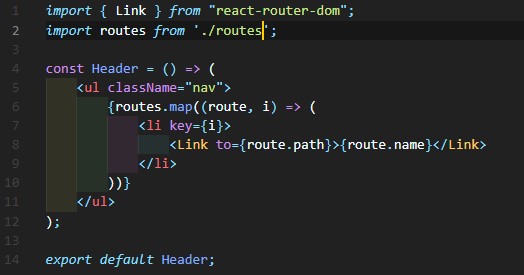 1 import { Link } from "react-router-dom";
2 import routes from './routes';
3
4 const Header = () => (
5     <ul className="nav">
6         {routes.map((route, i) => (
7             <li key={i}>
8                 <Link to={route.path}>{route.name}</Link>
9             </li>
10         ))}
11     </ul>
12 );
13
14 export default Header;